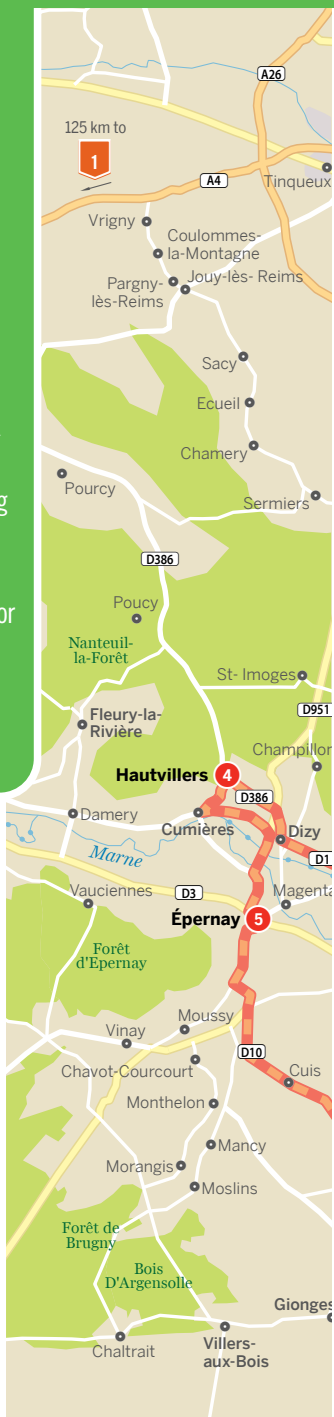 A26
125 km to
1
A4
Tinqueux
Vrigny
Coulommes-
la-Montagne
Pargny-
lès-Reims
Jouy-lès- Reims
Sacy
Ecueil
Chamery
Sermiers
Pourcy
g
D386
or
Poucy
Nanteuil-
la-Forêt
St- Imoges
D951
Fleury-la-
Rivière
Champillon
Hautvillers 4
D386
Damery
Cumières
Dizy
Marne
D1
Vauciennes
D3
Magenta
Épernay 5
Forêt
d'Epernay
Moussy
Vinay
D10
Chavot-Courcourt
Cuis
Monthelon
Mancy
Morangis
Moslins
Forêt de
Brugny
Bois
D'Argensolle
Gionges
Villers-
aux-Bois
Chaltrait